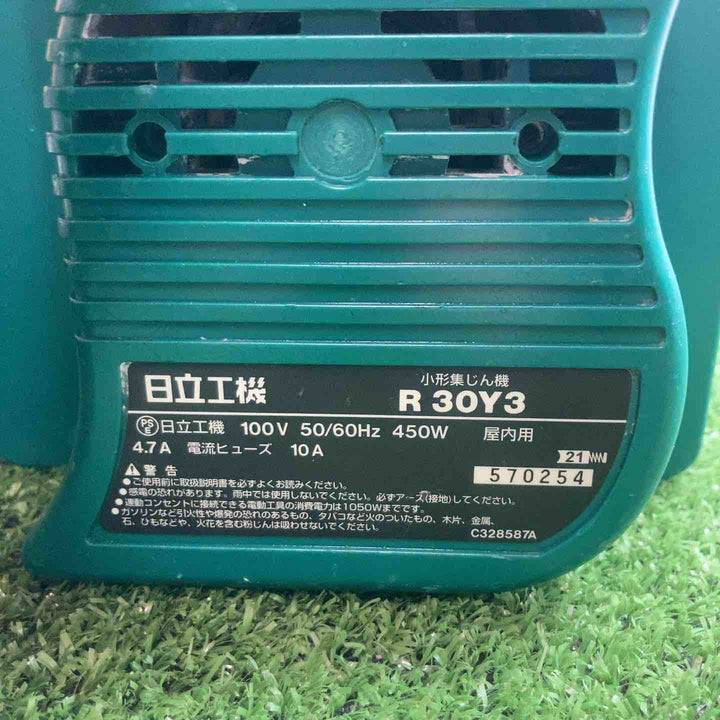 日立工機
小形集じん機
R 30Y3
PS E 日立工機 100V 50/60Hz 450W 屋内用
4.7A 電流ヒューズ 10A
21
570254
⚠警告
●ご使用前に取扱説明書を必ずよくお読みください。
●感電の恐れがあります。雨中では使用しないでください。必ずアース(接地)してください。
●連動コンセントに接続できる電動工具の消費電力は1050Wまでです。
●ガソリンなど引火性や爆発の恐れのあるもの、タバコなど火のついたもの、木片、金属、
石、ひもなどや、火花を含む粉じんは吸わせないでください。
C328587A